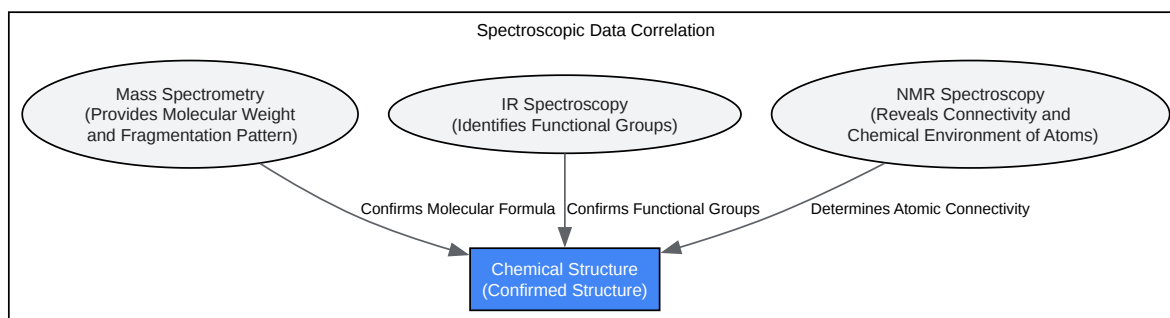 Spectroscopic Data Correlation
Mass Spectrometry
(Provides Molecular Weight
and Fragmentation Pattern)
IR Spectroscopy
(Identifies Functional Groups)
NMR Spectroscopy
(Reveals Connectivity and
Chemical Environment of Atoms)
Confirms Molecular Formula
Confirms Functional Groups
Determines Atomic Connectivity
Chemical Structure
(Confirmed Structure)